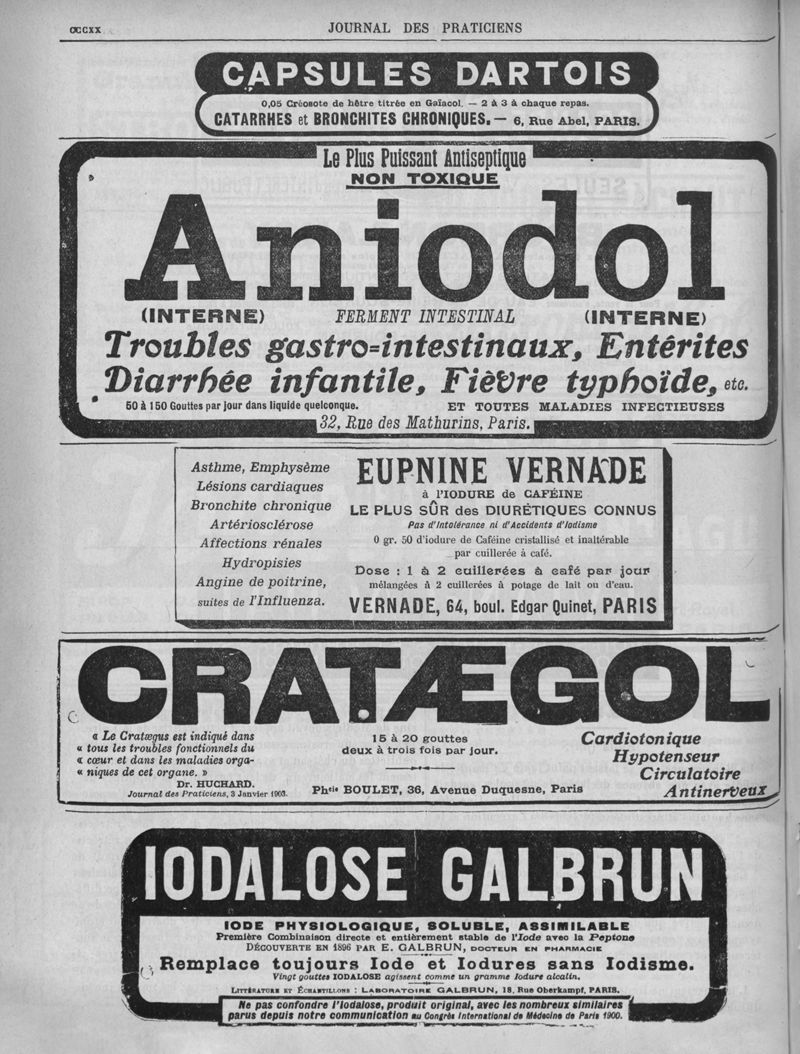 CCCXX
JOURNAL DES PRATICIENS
CAPSULES DARTOIS
0,05 Créosote de hêtre titrée en Gaïacol. — 2 à 3 à chaque repas.
CATARRHES et BRONCHITES CHRONIQUES. — 6, Rue Abel, PARIS.
Le Plus Puissant Antiseptique
NON TOXIQUE
Aniodol
(INTERNE) FERMENT INTESTINAL (INTERNE)
Troubles gastro=intestinaux, Entérites
Diarrhée infantile, Fièvre typhoïde, etc.
50 à 150 Gouttes par jour dans liquide quelconque. ET TOUTES MALADIES INFECTIEUSES
32, Rue des Mathurins, Paris.
Asthme, Emphysème
Lésions cardiaques
Bronchite chronique
Artériosclérose
Affections rénales
Hydropisies
Angine de poitrine,
suites de l'Influenza.
EUPNINE VERNADE
à l'IODURE de CAFÉINE
LE PLUS SÛR des DIURÉTIQUES CONNUS
Pas d'Intolérance ni d'Accidents d'Iodisme
0 gr. 50 d'iodure de Caféine cristallisé et inaltérable
par cuillerée à café.
Dose : 1 à 2 cuillerées à café par jour
mélangées à 2 cuillerées à potage de lait ou d'eau.
VERNADE, 64, boul. Edgar Quinet, PARIS
CRATÆGOL
« Le Cratægus est indiqué dans
« tous les troubles fonctionnels du
« cœur et dans les maladies orga-
« niques de cet organe. »
Dr. HUCHARD.
Journal des Praticiens, 3 Janvier 1903.
15 à 20 gouttes
deux à trois fois par jour.
Phcie BOULET, 36, Avenue Duquesne, Paris
Cardiotonique
Hypotenseur
Circulatoire
Antinerveux
IODALOSE GALBRUN
IODE PHYSIOLOGIQUE, SOLUBLE, ASSIMILABLE
Première Combinaison directe et entièrement stable de l'Iode avec la Peptone
DÉCOUVERTE EN 1896 PAR E. GALBRUN, DOCTEUR EN PHARMACIE
Remplace toujours Iode et Iodures sans Iodisme.
Vingt gouttes IODALOSE agissent comme un gramme Iodure alcalin.
LITTÉRATURE ET ÉCHANTILLONS : LABORATOIRE GALBRUN, 18, Rue Oberkampf, PARIS.
Ne pas confondre l'Iodalose, produit original, avec les nombreux similaires
parus depuis notre communication au Congrès International de Médecine de Paris 1900.